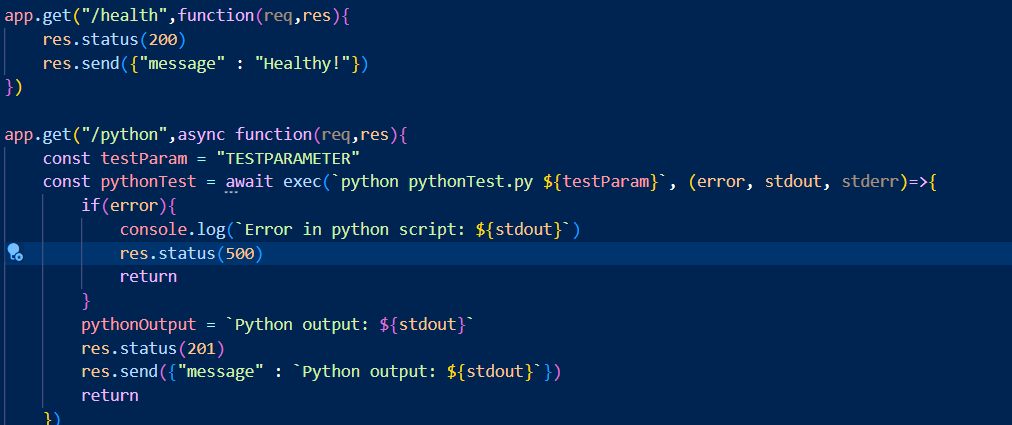 app.get("/health",function(req,res){
    res.status(200)
    res.send({"message" : "Healthy!"})
})

app.get("/python",async function(req,res){
    const testParam = "TESTPARAMETER"
    const pythonTest = await exec(`python pythonTest.py ${testParam}`, (error, stdout, stderr)=>{
        if(error){
            console.log(`Error in python script: ${stdout}`)
            res.status(500)
            return
        }
        pythonOutput = `Python output: ${stdout}`
        res.status(201)
        res.send({"message" : `Python output: ${stdout}`})
        return
    })